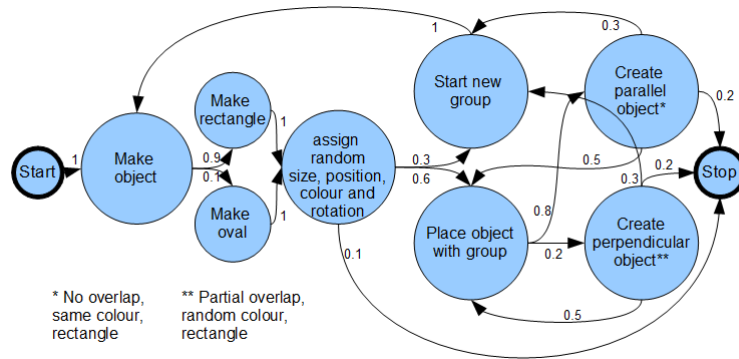 1
0.3
Start new
group
Create
parallel
object*
0.2
Make
rectangle
1
assign
random
size, position,
colour and
rotation
Start
1
Make
object
0.9
0.1
0.3
0.6
0.5
0.8
0.2
0.3
Stop
Make
oval
1
Place object
with group
0.2
Create
perpendicular
object**
0.1
0.5
* No overlap,
same colour,
rectangle
** Partial overlap,
random colour,
rectangle